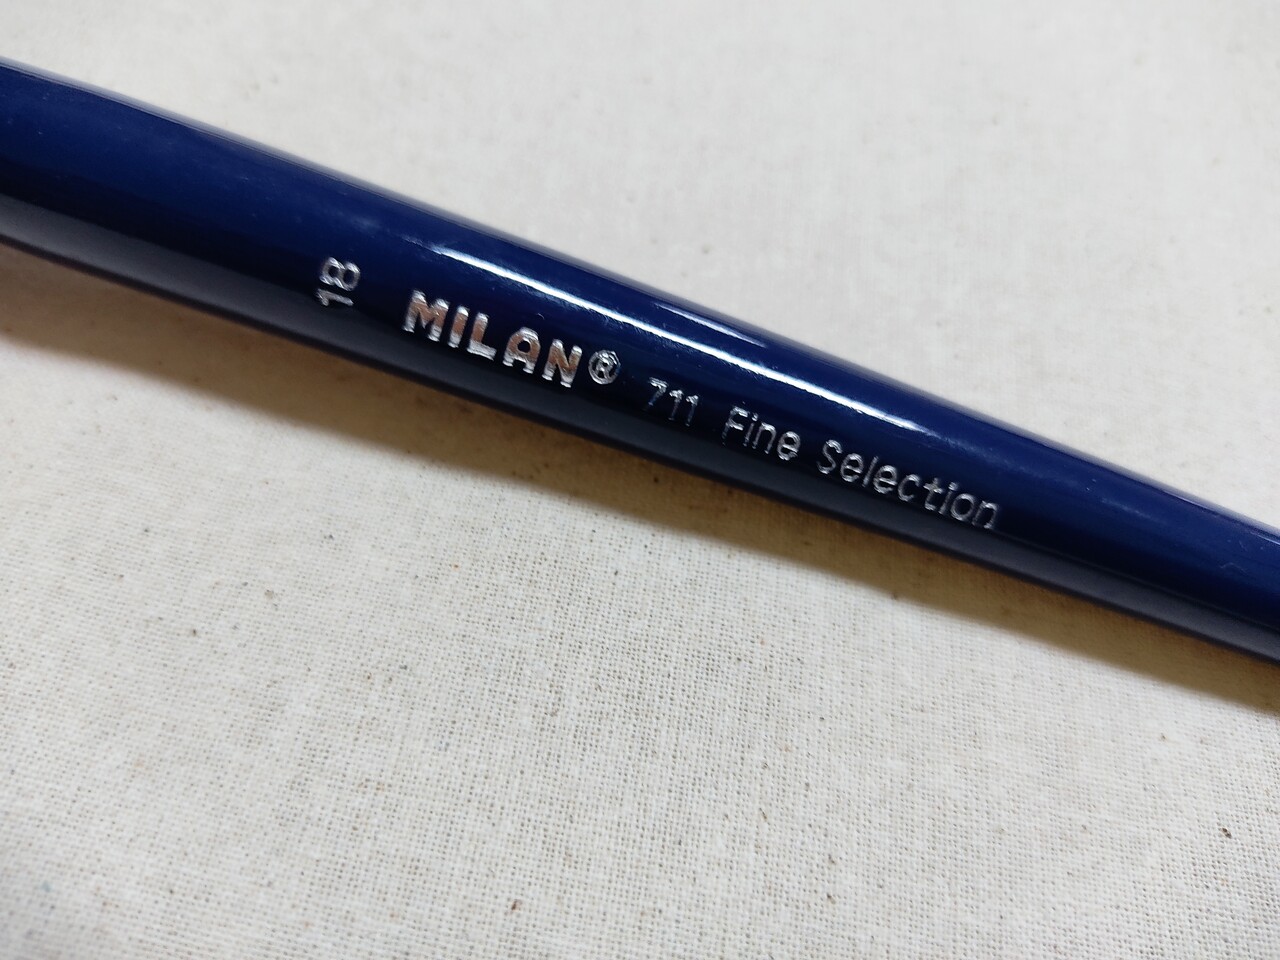 18
MILAN® 711 Fine Selection